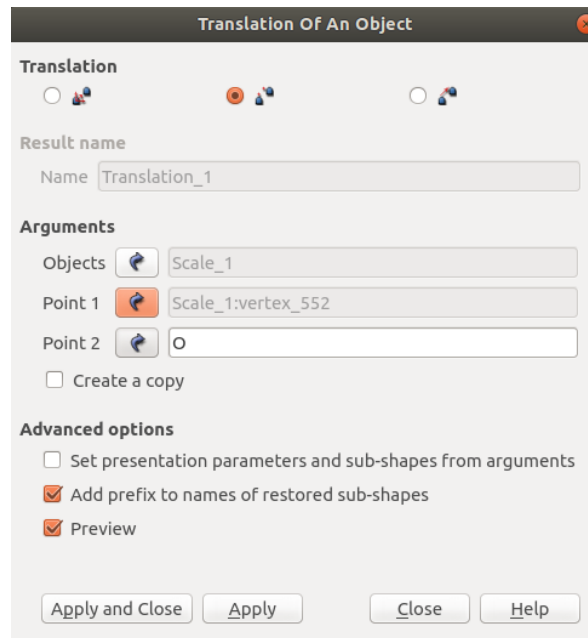 Translation Of An Object
Translation
Result name
Name Translation_1
Arguments
Objects Scale_1
Point 1 Scale_1:vertex_552
Point 2 O
Create a copy
Advanced options
Set presentation parameters and sub-shapes from arguments
Add prefix to names of restored sub-shapes
Preview
Apply and Close Apply Close Help